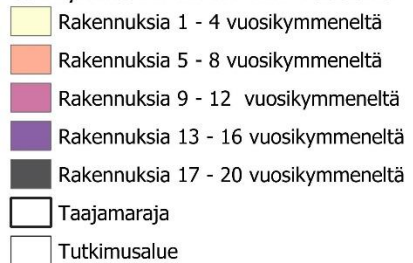 Rakennuksia 1 - 4 vuosikymmeneltä
Rakennuksia 5 - 8 vuosikymmeneltä
Rakennuksia 9 - 12 vuosikymmeneltä
Rakennuksia 13 - 16 vuosikymmeneltä
Rakennuksia 17 - 20 vuosikymmeneltä
Taajamaraja
Tutkimusalue